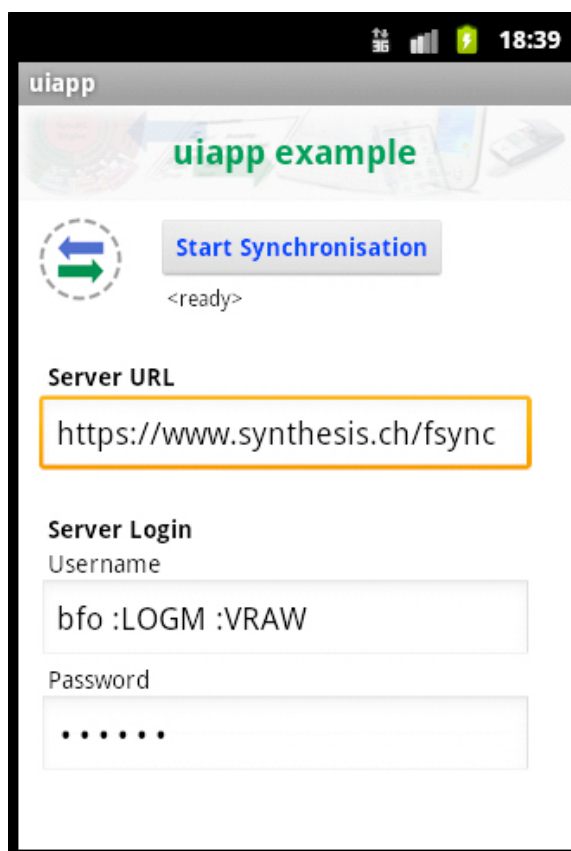 3G 18:39
uiapp
uiapp example
Start Synchronisation
<ready>
Server URL
https://www.synthesis.ch/fsync
Server Login
Username
bfo :LOGM :VRAW
Password
••••••